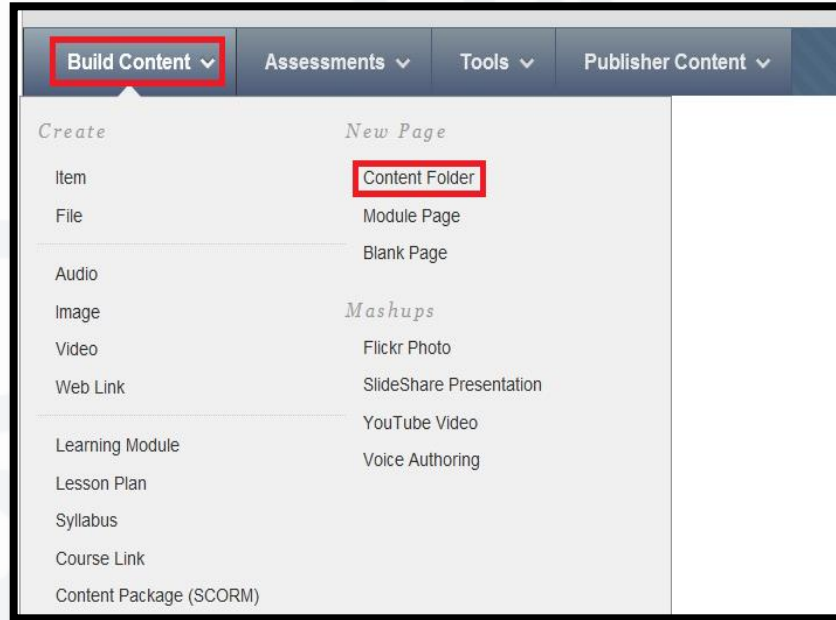 Build Content Assessments Tools Publisher Content
Create
Item
File
Audio
Image
Video
Web Link
Learning Module
Lesson Plan
Syllabus
Course Link
Content Package (SCORM)
New Page
Content Folder
Module Page
Blank Page
Mashups
Flickr Photo
SlideShare Presentation
YouTube Video
Voice Authoring